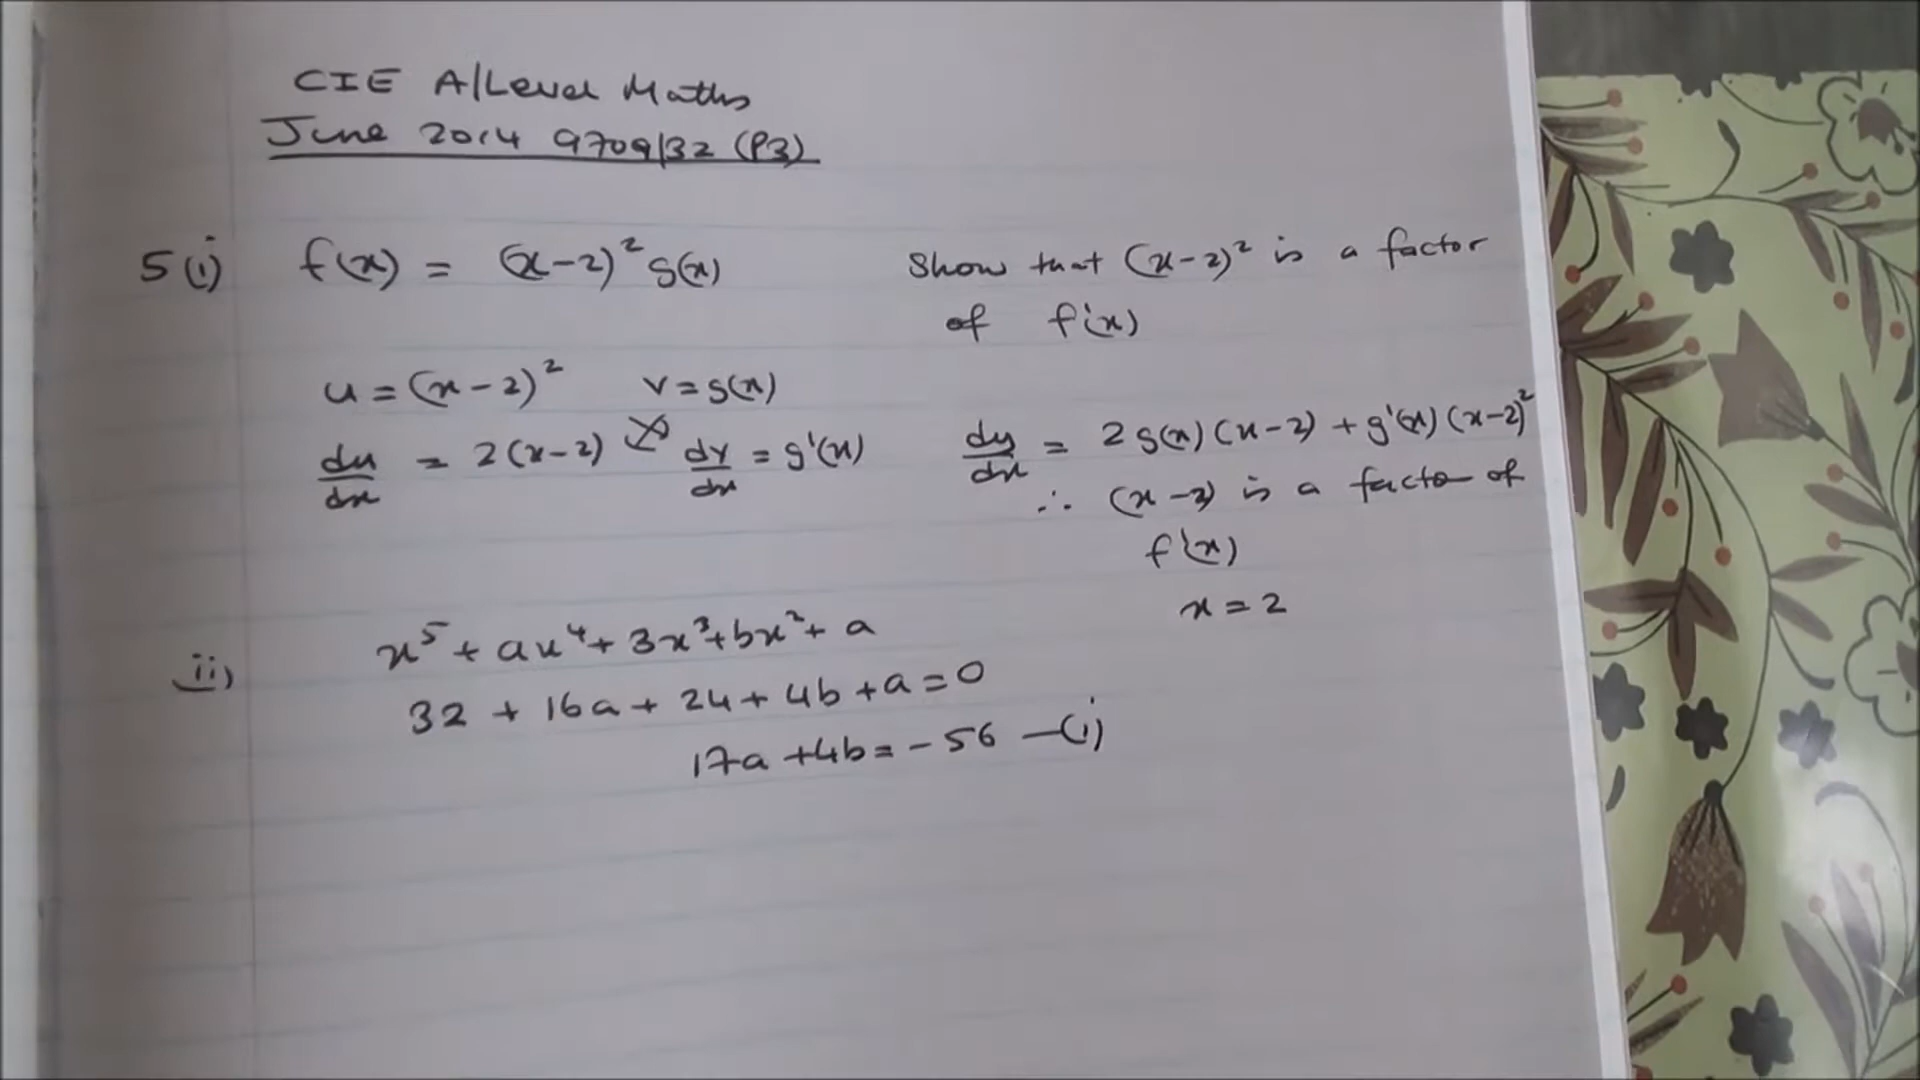 CIE A/Level Maths
June 2014 9709/32 (P3)
5(i) f(x) = (x-2)² g(x)
Show that (x-2)² is a factor
of f'(x)
u = (x-2)² v = g(x)
du/dx = 2(x-2) dv/dx = g'(x)
dy/dx = 2g(x)(x-2) + g'(x)(x-2)²
∴ (x-2) is a factor of
f'(x)
x = 2
ii) x⁵ + ax⁴ + 3x³ + bx² + a
32 + 16a + 24 + 4b + a = 0
17a + 4b = -56 —(i)